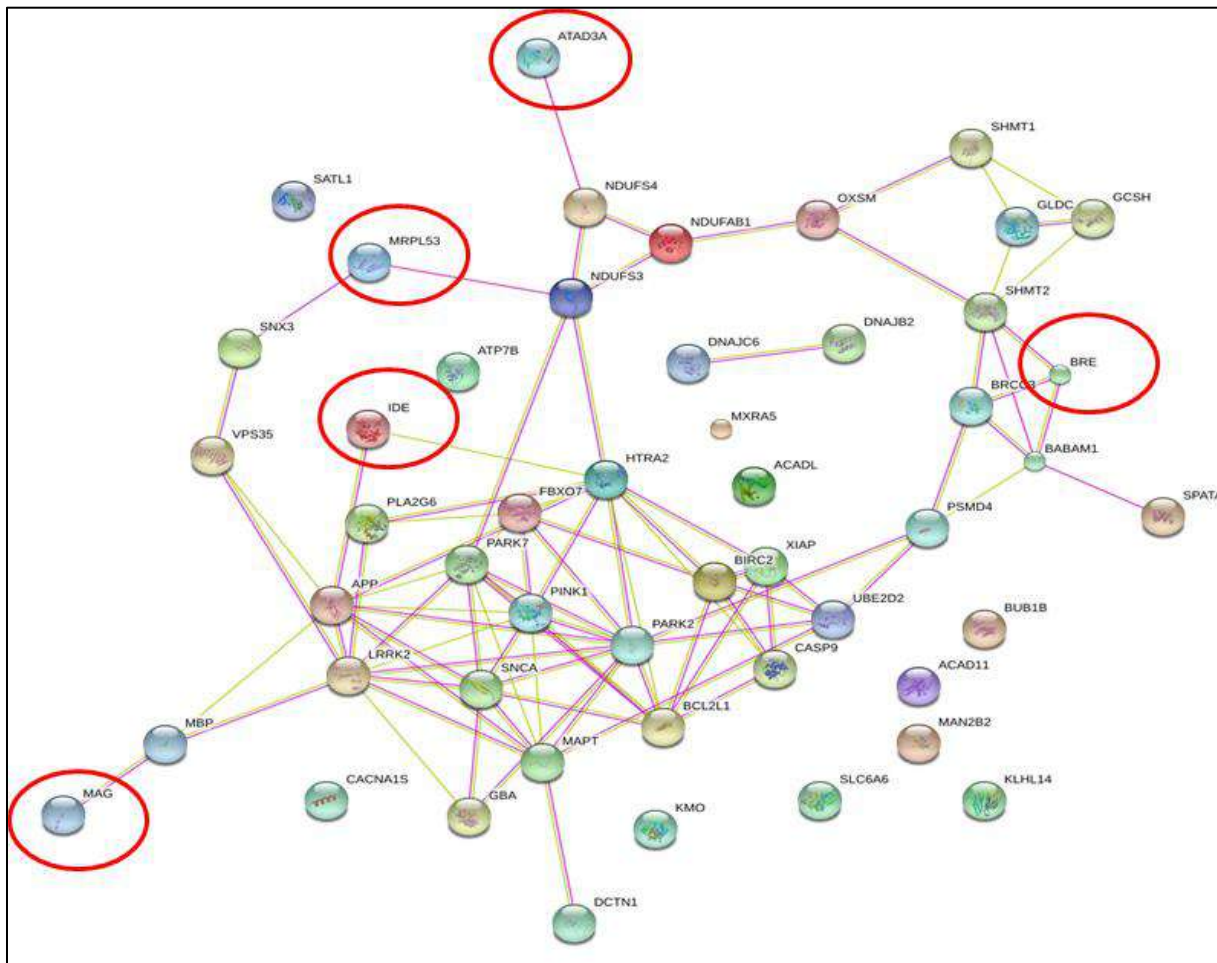 ATAD3A
SHMT1
SATL1
NDUFS4
OXSM
GLDC
GCSH
NDUFAB1
MRPL53
NDUFS3
SHMT2
SNX3
DNAJB2
DNAJC6
ATP7B
BRE
BRCC3
IDE
MXRA5
VPS35
BABAM1
HTRA2
ACADL
PLA2G6
FBXO7
PSMD4
SPATA
PARK7
XIAP
BIRC2
APP
PINK1
UBE2D2
PARK2
BUB1B
LRRK2
SNCA
CASP9
ACAD11
BCL2L1
MBP
MAPT
MAN2B2
MAG
CACNA1S
GBA
SLC6A6
KLHL14
KMO
DCTN1